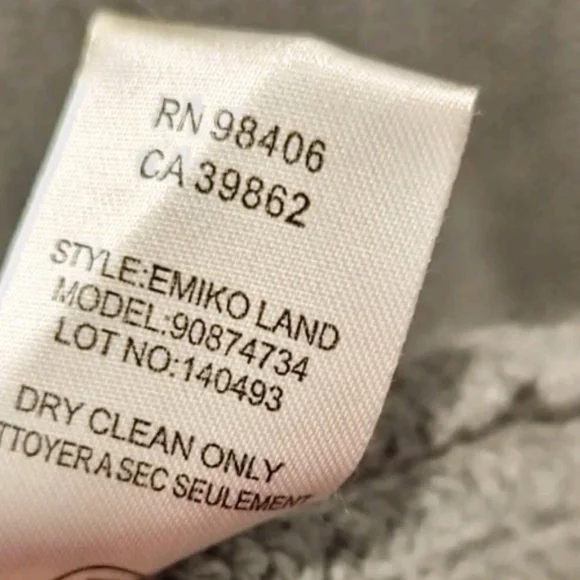 RN 98406
CA 39862
STYLE:EMIKO LAND
MODEL:90874734
LOT NO:140493
DRY CLEAN ONLY
TTOYER A SEC SEULEMENT